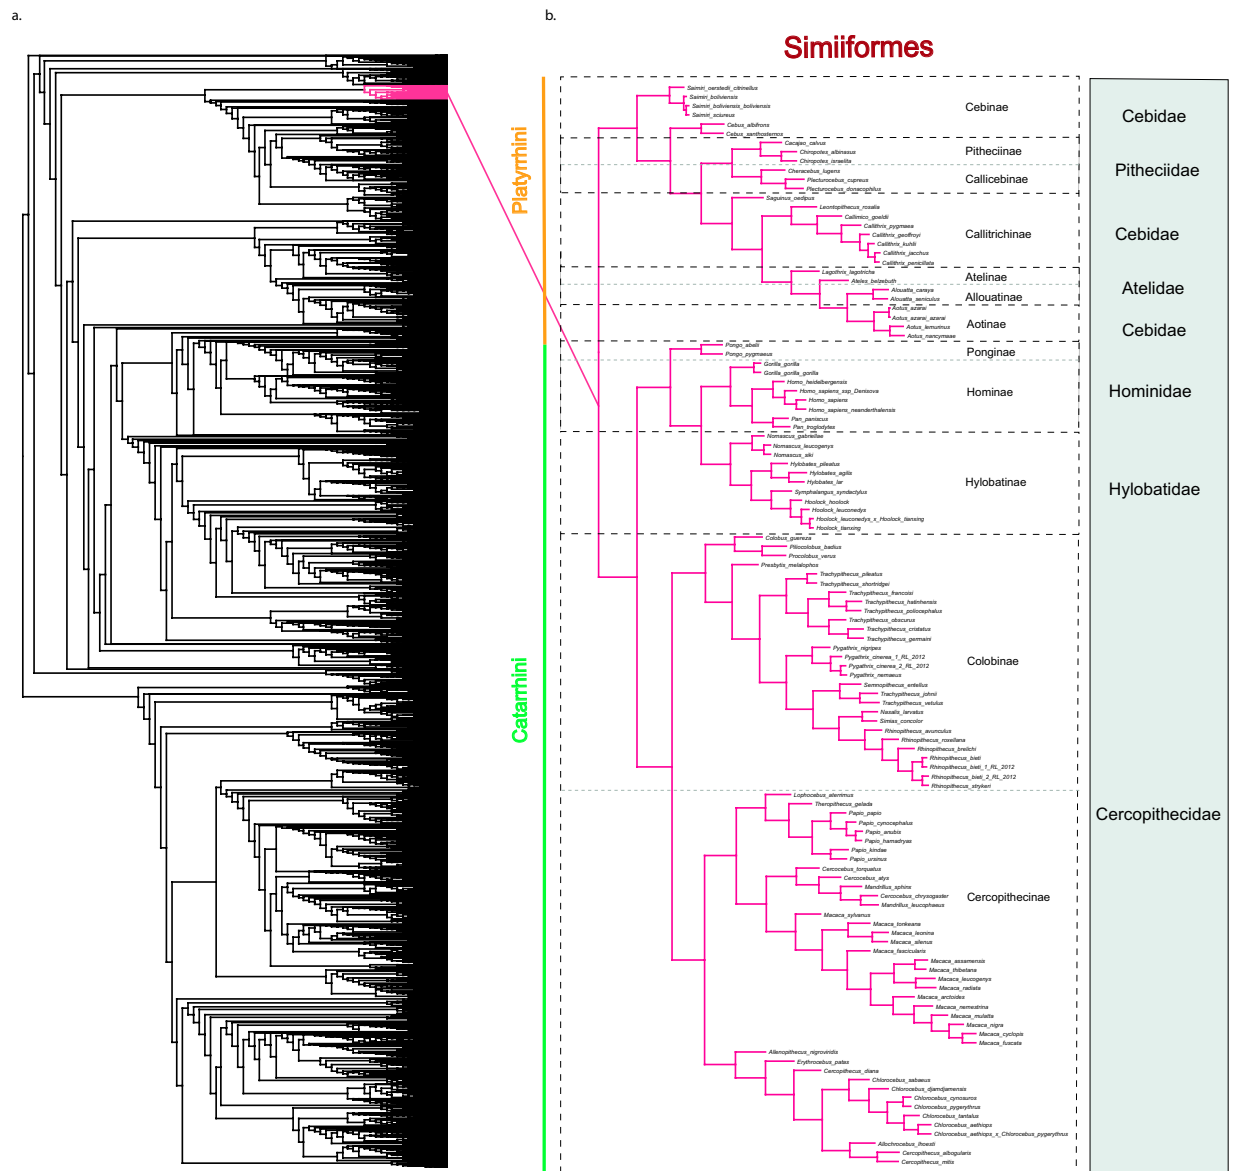 a.
b.
Simiiformes
Platyrrhini
Catarrhini
Saimiri_oerstedii_citrinellus
Saimiri_boliviensis
Saimiri_boliviensis_boliviensis
Saimiri_sciureus
Cebus_albifrons
Cebus_xanthosternos
Cebinae
Cebidae
Cacajao_calvus
Chiropotes_albinasus
Chiropotes_israelita
Pitheciinae
Cheracebus_lugens
Plecturocebus_cupreus
Plecturocebus_donacophilus
Callicebinae
Pitheciidae
Saguinus_oedipus
Leontopithecus_rosalia
Callimico_goeldii
Callithrix_pygmaea
Callithrix_geoffroyi
Callithrix_kuhlii
Callithrix_jacchus
Callithrix_penicillata
Callitrichinae
Cebidae
Lagothrix_lagotricha
Ateles_belzebuth
Atelinae
Alouatta_caraya
Alouatta_seniculus
Allouatinae
Atelidae
Aotus_azarai
Aotus_azarai_azarai
Aotus_lemurinus
Aotus_nancymaae
Aotinae
Cebidae
Pongo_abelii
Pongo_pygmaeus
Ponginae
Gorilla_gorilla
Gorilla_gorilla_gorilla
Homo_heidelbergensis
Homo_sapiens_ssp_Denisova
Homo_sapiens
Homo_sapiens_neanderthalensis
Pan_paniscus
Pan_troglodytes
Hominae
Hominidae
Nomascus_gabriellae
Nomascus_leucogenys
Nomascus_siki
Hylobates_pileatus
Hylobates_agilis
Hylobates_lar
Symphalangus_syndactylus
Hoolock_hoolock
Hoolock_leuconedys
Hoolock_leuconedys_x_Hoolock_tianxing
Hoolock_tianxing
Hylobatinae
Hylobatidae
Colobus_guereza
Piliocolobus_badius
Procolobus_verus
Presbytis_melalophos
Trachypithecus_pileatus
Trachypithecus_shortridgei
Trachypithecus_francoisi
Trachypithecus_hatinhensis
Trachypithecus_poliocephalus
Trachypithecus_obscurus
Trachypithecus_cristatus
Trachypithecus_germaini
Pygathrix_nigripes
Pygathrix_cinerea_1_RL_2012
Pygathrix_cinerea_2_RL_2012
Pygathrix_nemaeus
Semnopithecus_entellus
Trachypithecus_johnii
Trachypithecus_vetulus
Nasalis_larvatus
Simias_concolor
Rhinopithecus_avunculus
Rhinopithecus_roxellana
Rhinopithecus_brelichi
Rhinopithecus_bieti
Rhinopithecus_bieti_1_RL_2012
Rhinopithecus_bieti_2_RL_2012
Rhinopithecus_strykeri
Colobinae
Lophocebus_aterrimus
Theropithecus_gelada
Papio_papio
Papio_cynocephalus
Papio_anubis
Papio_hamadryas
Papio_kindae
Papio_ursinus
Cercocebus_torquatus
Cercocebus_atys
Mandrillus_sphinx
Cercocebus_chrysogaster
Mandrillus_leucophaeus
Macaca_sylvanus
Macaca_tonkeana
Macaca_leonina
Macaca_silenus
Macaca_fascicularis
Macaca_assamensis
Macaca_thibetana
Macaca_leucogenys
Macaca_radiata
Macaca_arctoides
Macaca_nemestrina
Macaca_mulatta
Macaca_nigra
Macaca_cyclopis
Macaca_fuscata
Allenopithecus_nigroviridis
Erythrocebus_patas
Cercopithecus_diana
Chlorocebus_sabaeus
Chlorocebus_djamdjamensis
Chlorocebus_cynosuros
Chlorocebus_pygerythrus
Chlorocebus_tantalus
Chlorocebus_aethiops
Chlorocebus_aethiops_x_Chlorocebus_pygerythrus
Allochrocebus_lhoesti
Cercopithecus_albogularis
Cercopithecus_mitis
Cercopithecinae
Cercopithecidae